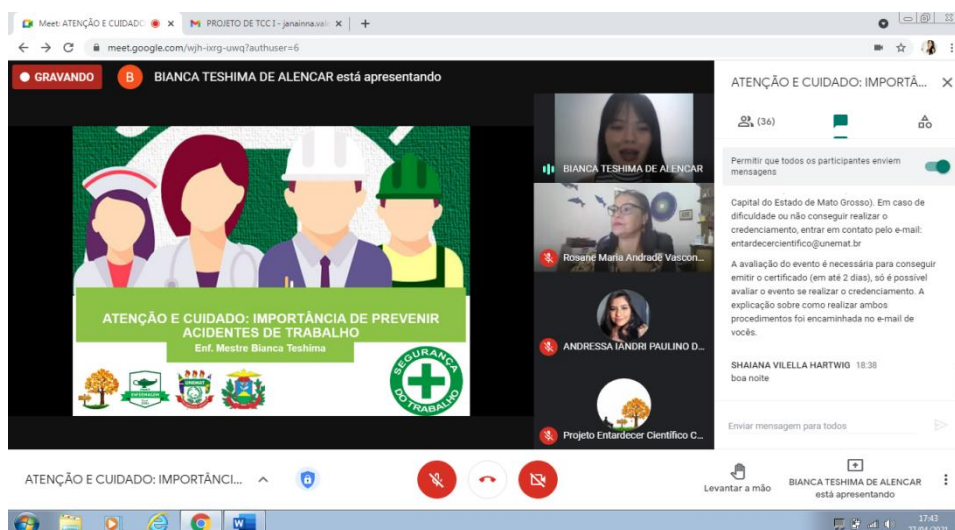 Meet: ATENÇÃO E CUIDADO:
PROJETO DE TCC I - janainna.val
meet.google.com/wjh-ixrg-uwq?authuser=6
GRAVANDO
B
BIANCA TESHIMA DE ALENCAR está apresentando
ATENÇÃO E CUIDADO: IMPORTÂNCIA DE PREVENIR
ACIDENTES DE TRABALHO
Enf. Mestre Bianca Teshima
UNEMAT
ENFERMAGEM
SEGURANÇA
DO TRABALHO
BIANCA TESHIMA DE ALENCAR
Rosane Maria Andrade Vascon...
ANDRESSA IANDRI PAULINO D...
Projeto Entardecer Científico C...
ATENÇÃO E CUIDADO: IMPORTÂ...
(36)
Permitir que todos os participantes enviem
mensagens
Capital do Estado de Mato Grosso). Em caso de
dificuldade ou não conseguir realizar o
credenciamento, entrar em contato pelo e-mail:
entardecercientifico@unemat.br
A avaliação do evento é necessária para conseguir
emitir o certificado (em até 2 dias), só é possível
avaliar o evento se realizar o credenciamento. A
explicação sobre como realizar ambos
procedimentos foi encaminhada no e-mail de
vocês.
SHAIANA VILELLA HARTWIG 18:38
boa noite
Enviar mensagem para todos
ATENÇÃO E CUIDADO: IMPORTÂNCI...
Levantar a mão
BIANCA TESHIMA DE ALENCAR
está apresentando
17:43
27/04/2021